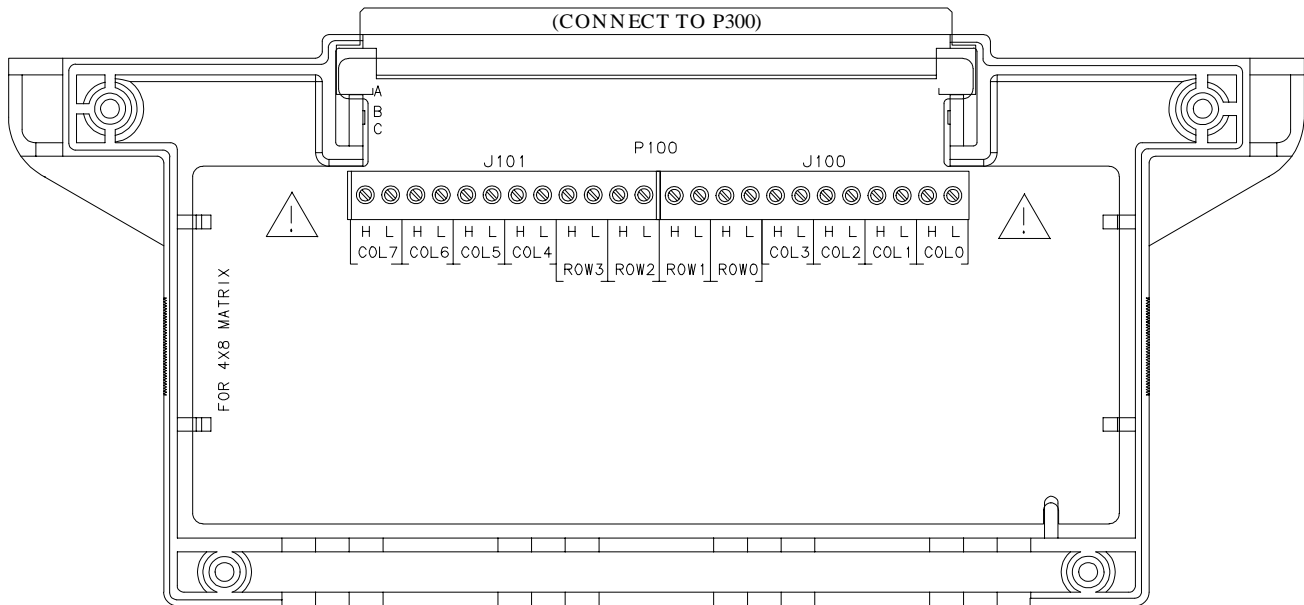 (CONNECT TO P300)
A
B
C
P100
J101 J100
H L H L H L H L H L H L H L H L H L H L H L H L
COL7 COL6 COL5 COL4 ROW3 ROW2 ROW1 ROW0 COL3 COL2 COL1 COL0
FOR 4X8 MATRIX